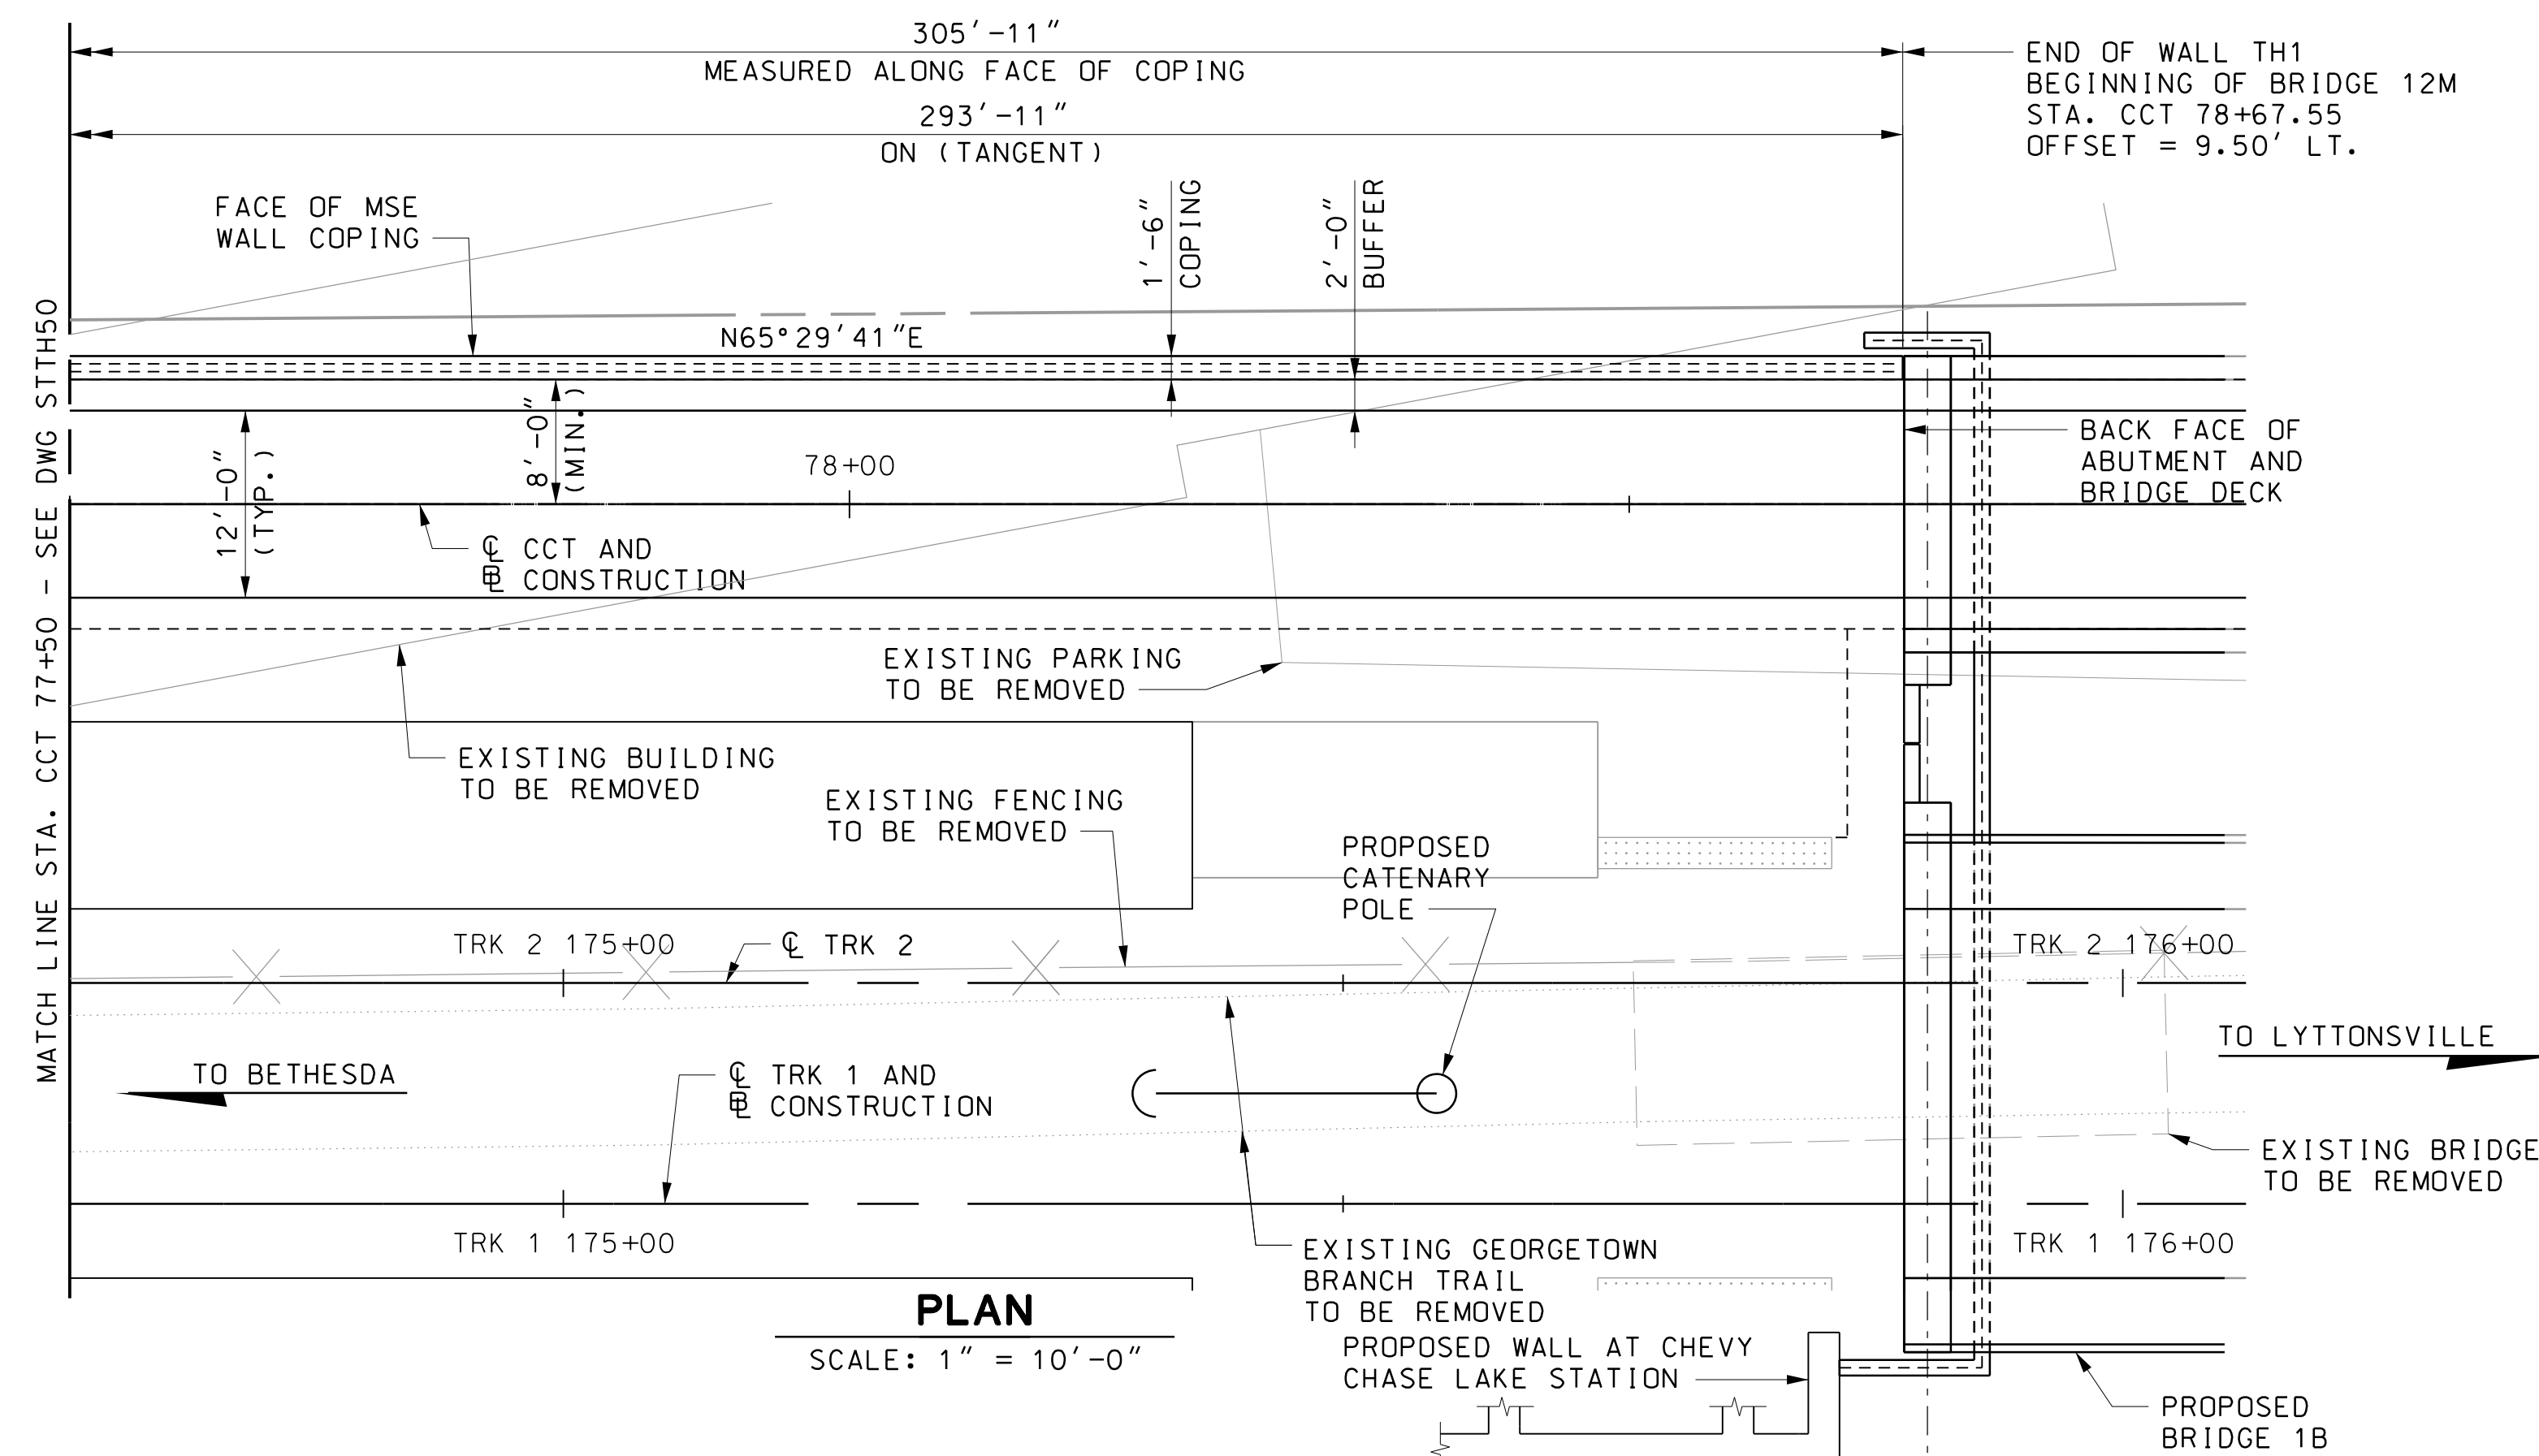 305'-11"
MEASURED ALONG FACE OF COPING
293'-11"
ON (TANGENT)
END OF WALL TH1
BEGINNING OF BRIDGE 12M
STA. CCT 78+67.55
OFFSET = 9.50' LT.
FACE OF MSE
WALL COPING
1'-6"
COPING
2'-0"
BUFFER
N65°29'41"E
MATCH LINE STA. CCT 77+50 - SEE DWG STTH50
12'-0"
(TYP.)
8'-0"
(MIN.)
78+00
BACK FACE OF
ABUTMENT AND
BRIDGE DECK
℄ CCT AND
BL CONSTRUCTION
EXISTING PARKING
TO BE REMOVED
EXISTING BUILDING
TO BE REMOVED
EXISTING FENCING
TO BE REMOVED
PROPOSED
CATENARY
POLE
TRK 2 175+00
℄ TRK 2
TRK 2 176+00
TO LYTTONSVILLE
TO BETHESDA
℄ TRK 1 AND
BL CONSTRUCTION
EXISTING BRIDGE
TO BE REMOVED
TRK 1 175+00
EXISTING GEORGETOWN
BRANCH TRAIL
TO BE REMOVED
TRK 1 176+00
PLAN
SCALE: 1" = 10'-0"
PROPOSED WALL AT CHEVY
CHASE LAKE STATION
PROPOSED
BRIDGE 1B